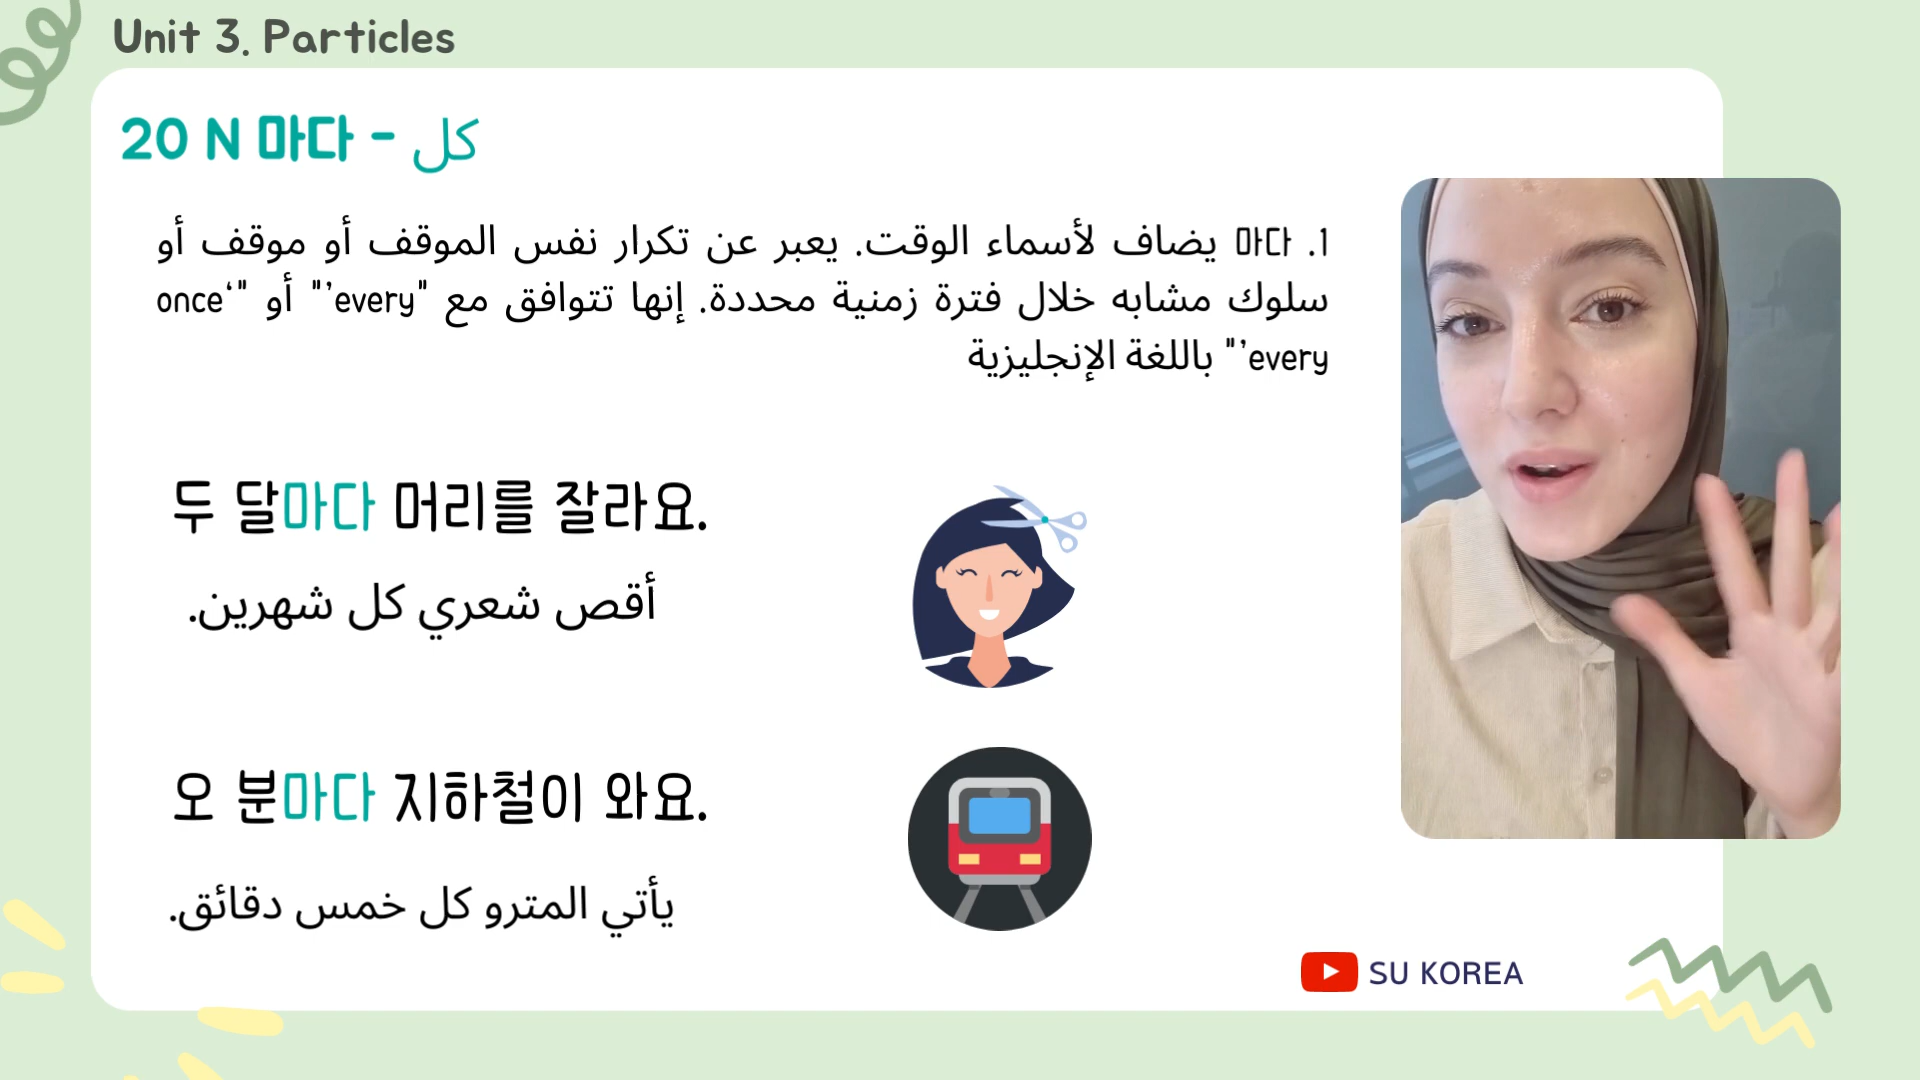 Unit 3. Particles
20 N 마다 - كل
1. 마다 يضاف لأسماء الوقت. يعبر عن تكرار نفس الموقف أو موقف أو
سلوك مشابه خلال فترة زمنية محددة. إنها تتوافق مع "every'" أو "‘once
every'" باللغة الإنجليزية
두 달마다 머리를 잘라요.
أقص شعري كل شهرين.
오 분마다 지하철이 와요.
يأتي المترو كل خمس دقائق.
SU KOREA